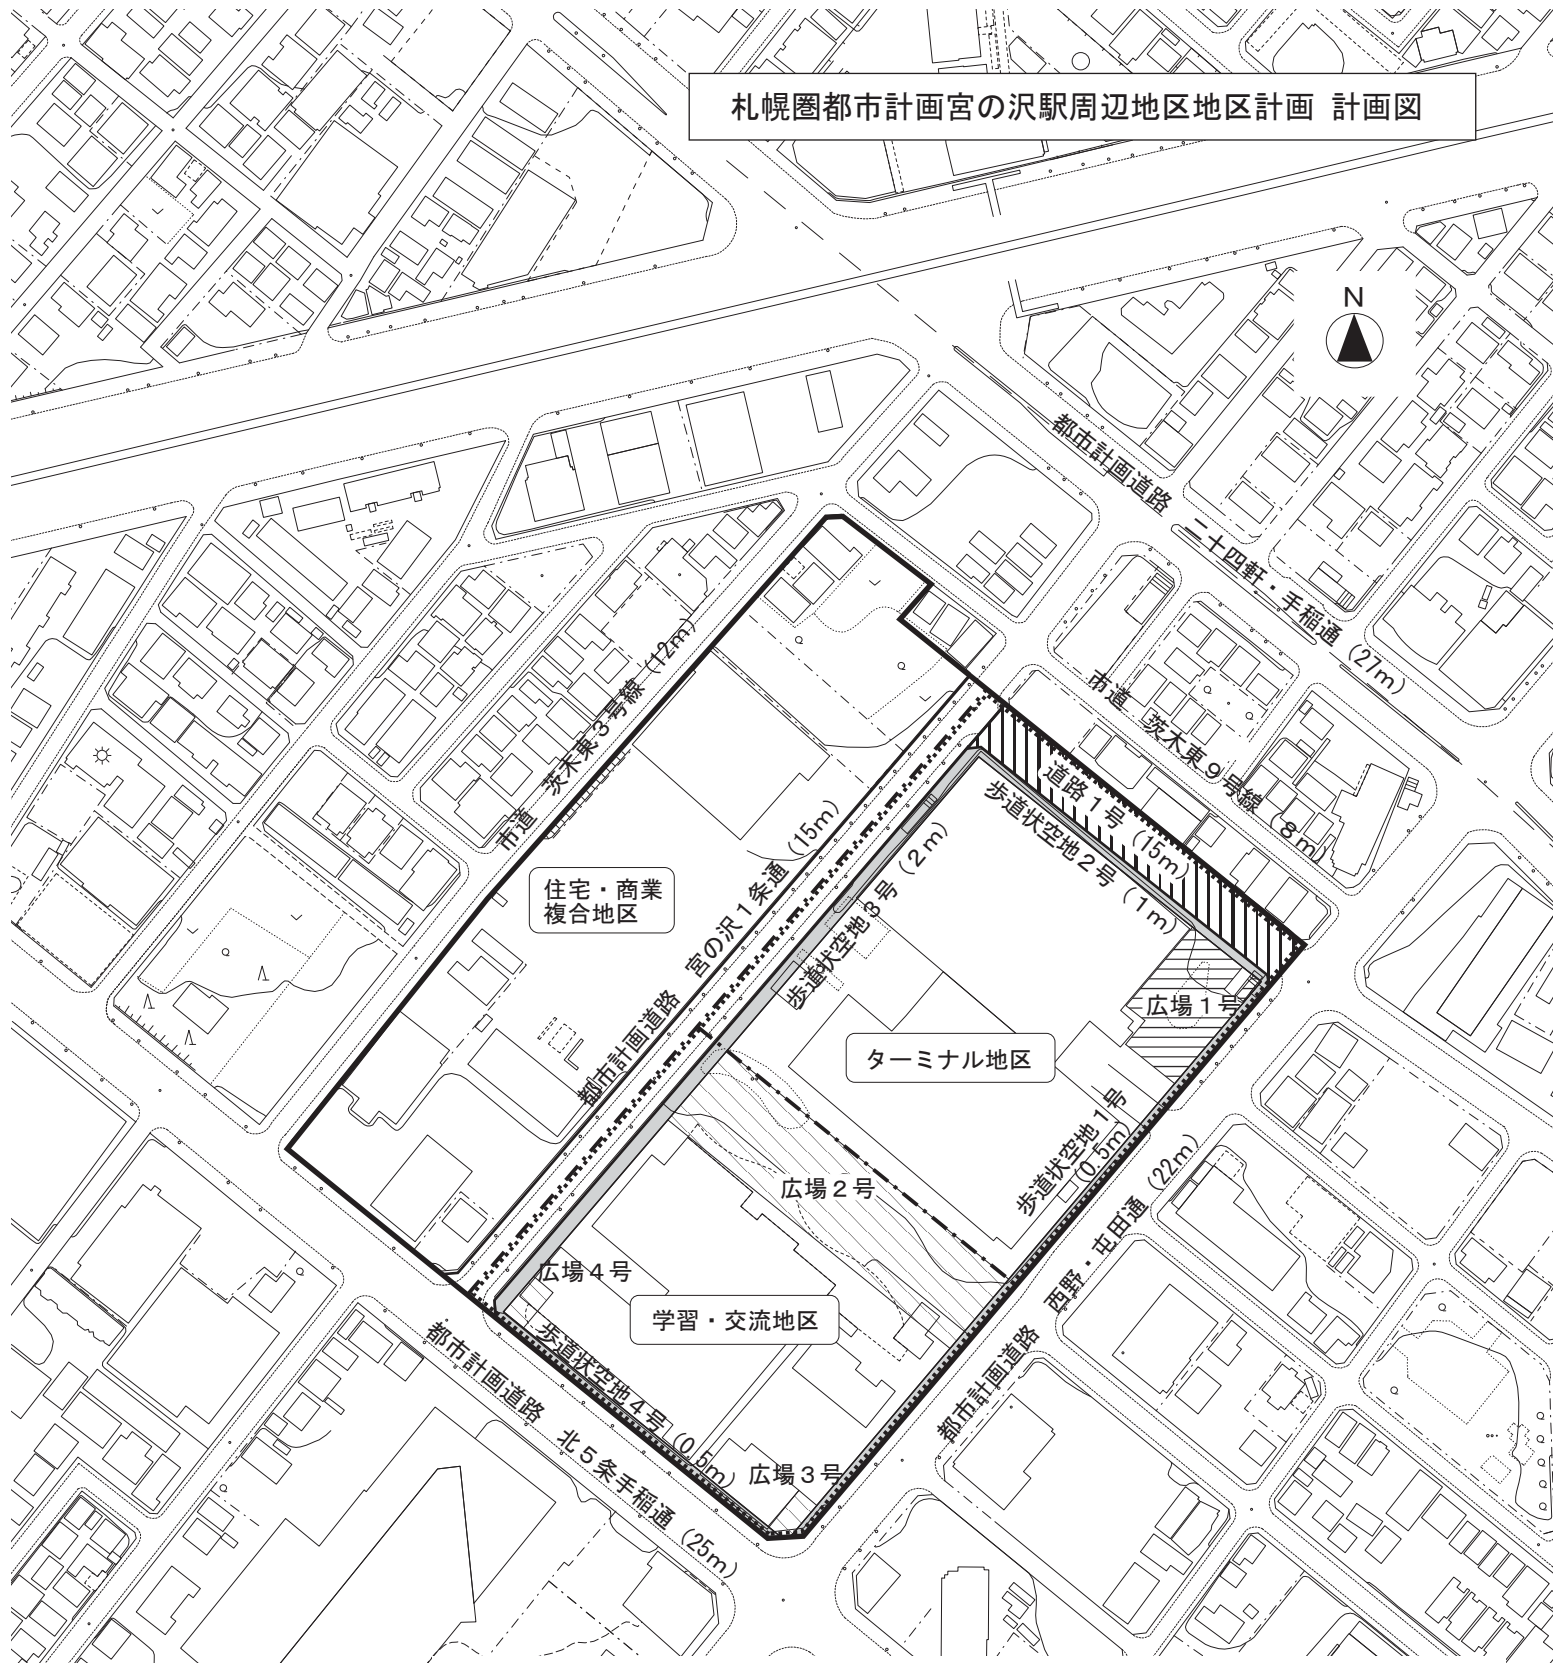 札幌圏都市計画宮の沢駅周辺地区地区計画 計画図
N
都市計画道路 二十四軒・手稲通 (27m)
市道 茨木東3号線 (12m)
市道 茨木東9号線 (8m)
道路1号 (15m)
歩道状空地2号 (1m)
歩道状空地3号 (2m)
都市計画道路 宮の沢1条通 (15m)
住宅・商業
複合地区
広場1号
ターミナル地区
歩道状空地1号
(0.5m)
広場2号
都市計画道路 西野・屯田通 (22m)
広場4号
学習・交流地区
歩道状空地4号 (0.5m)
広場3号
都市計画道路 北5条手稲通 (25m)